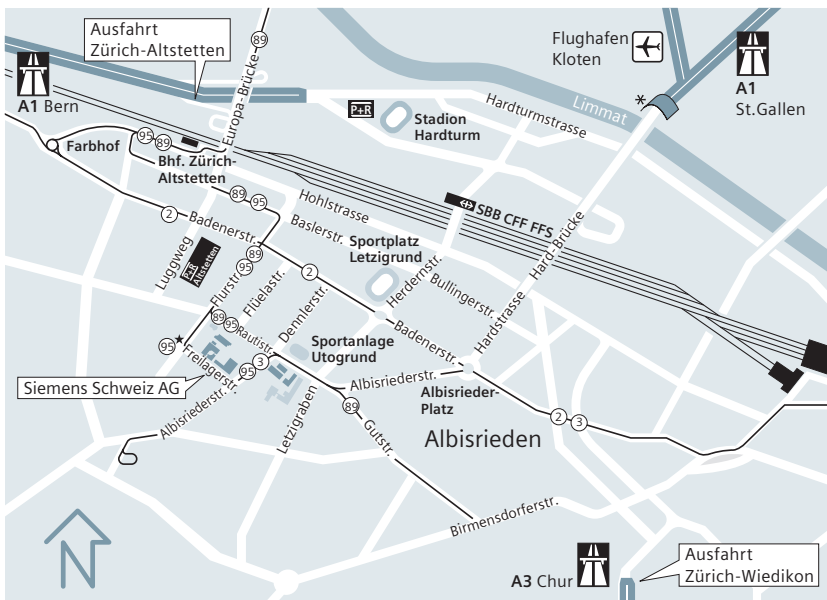 Ausfahrt
Zürich-Altstetten
89
Flughafen
Kloten
A1 Bern
A1
St.Gallen
*
Europa-Brücke
P+R
Stadion
Hardturm
Hardturmstrasse
Limmat
Farbhof
95
89
Bhf. Zürich-
Altstetten
89
95
Hohlstrasse
SBB CFF FFS
Hard-Brücke
2
Badenerstr.
Baslerstr.
Sportplatz
Letzigrund
Luggweg
P+R
Altstetten
89
95
Flurstr.
Flüelastr.
2
Dennlerstr.
Herdernstr.
Bullingerstr.
Hardstrasse
Badenerstr.
89
95
Rautistr.
Sportanlage
Utogrund
95
Freilagerstr.
95
3
Siemens Schweiz AG
Albisriederstr.
Albisriederstr.
Albisrieder-
Platz
Letzigraben
89
Gutstr.
2
3
Albisrieden
Birmensdorferstr.
N
A3 Chur
Ausfahrt
Zürich-Wiedikon